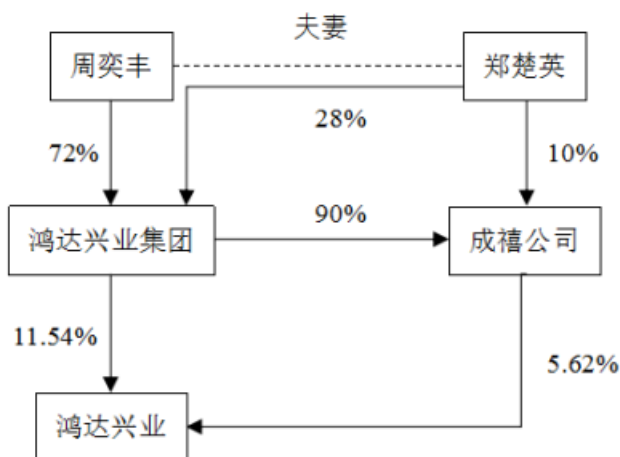 夫妻
周奕丰
郑楚英
28%
72%
10%
90%
鸿达兴业集团
成禧公司
11.54%
5.62%
鸿达兴业